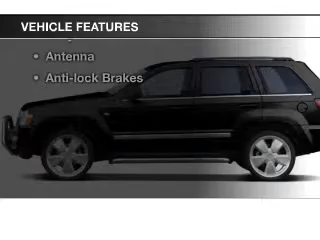 VEHICLE FEATURES
• Antenna
• Anti-lock Brakes